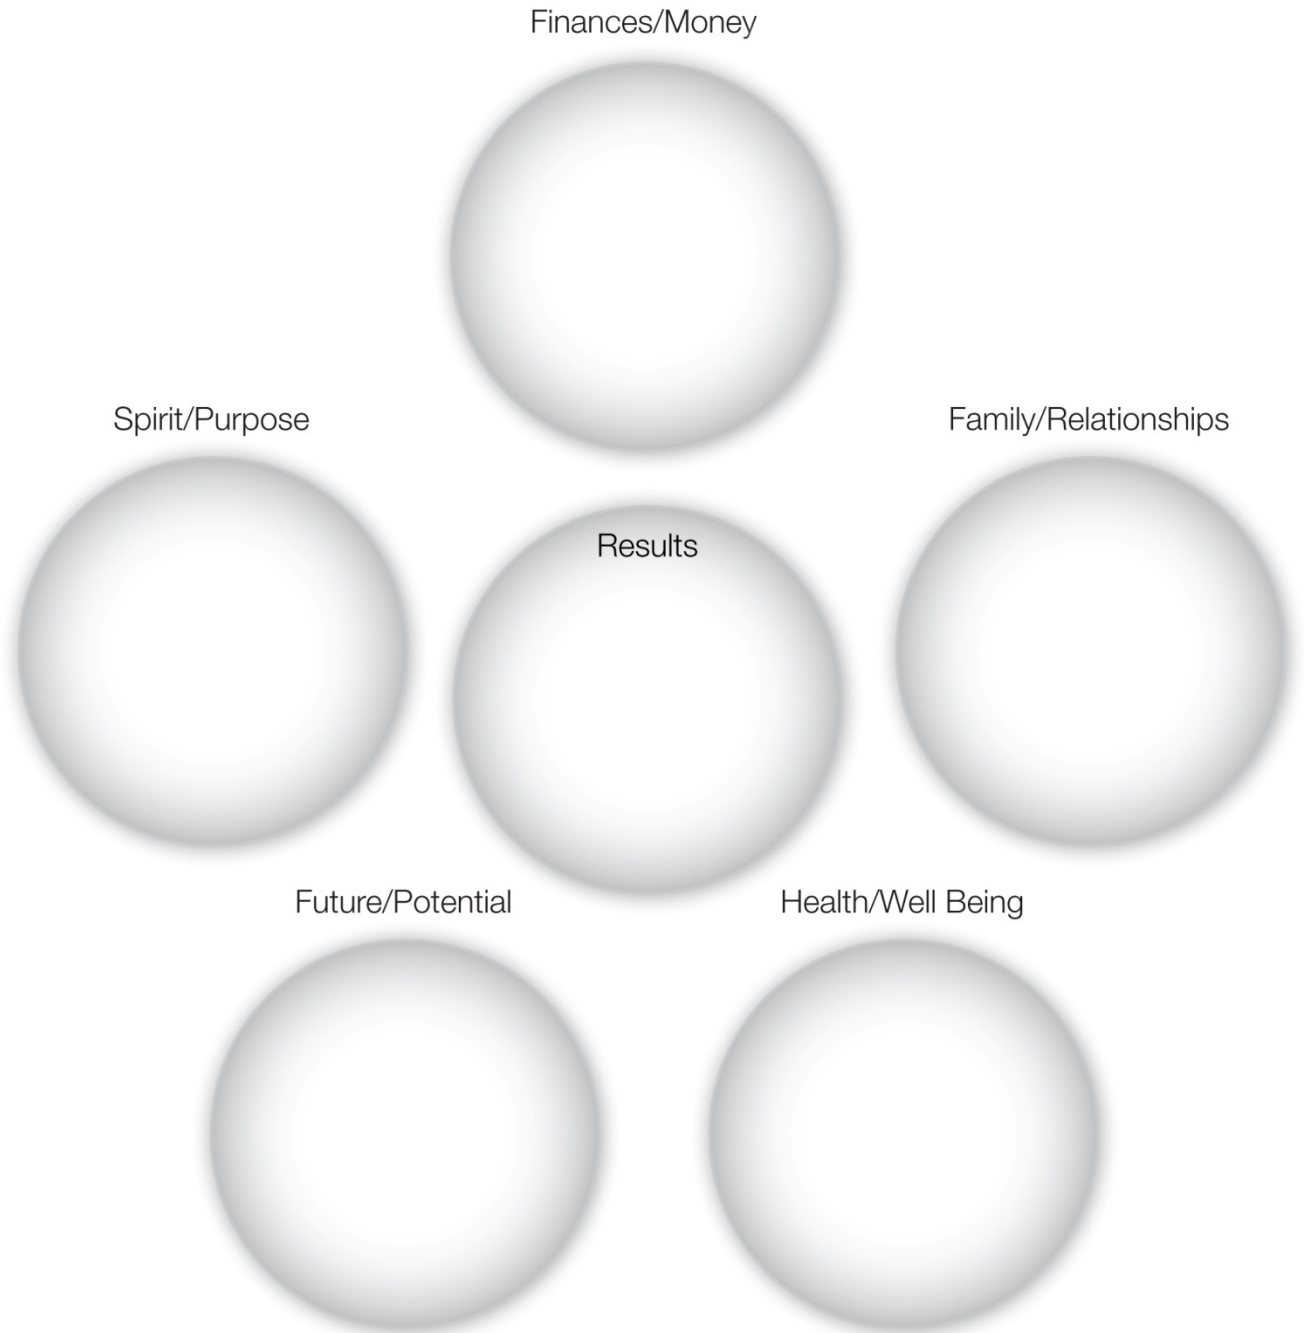 Finances/Money
Spirit/Purpose
Family/Relationships
Results
Future/Potential
Health/Well Being